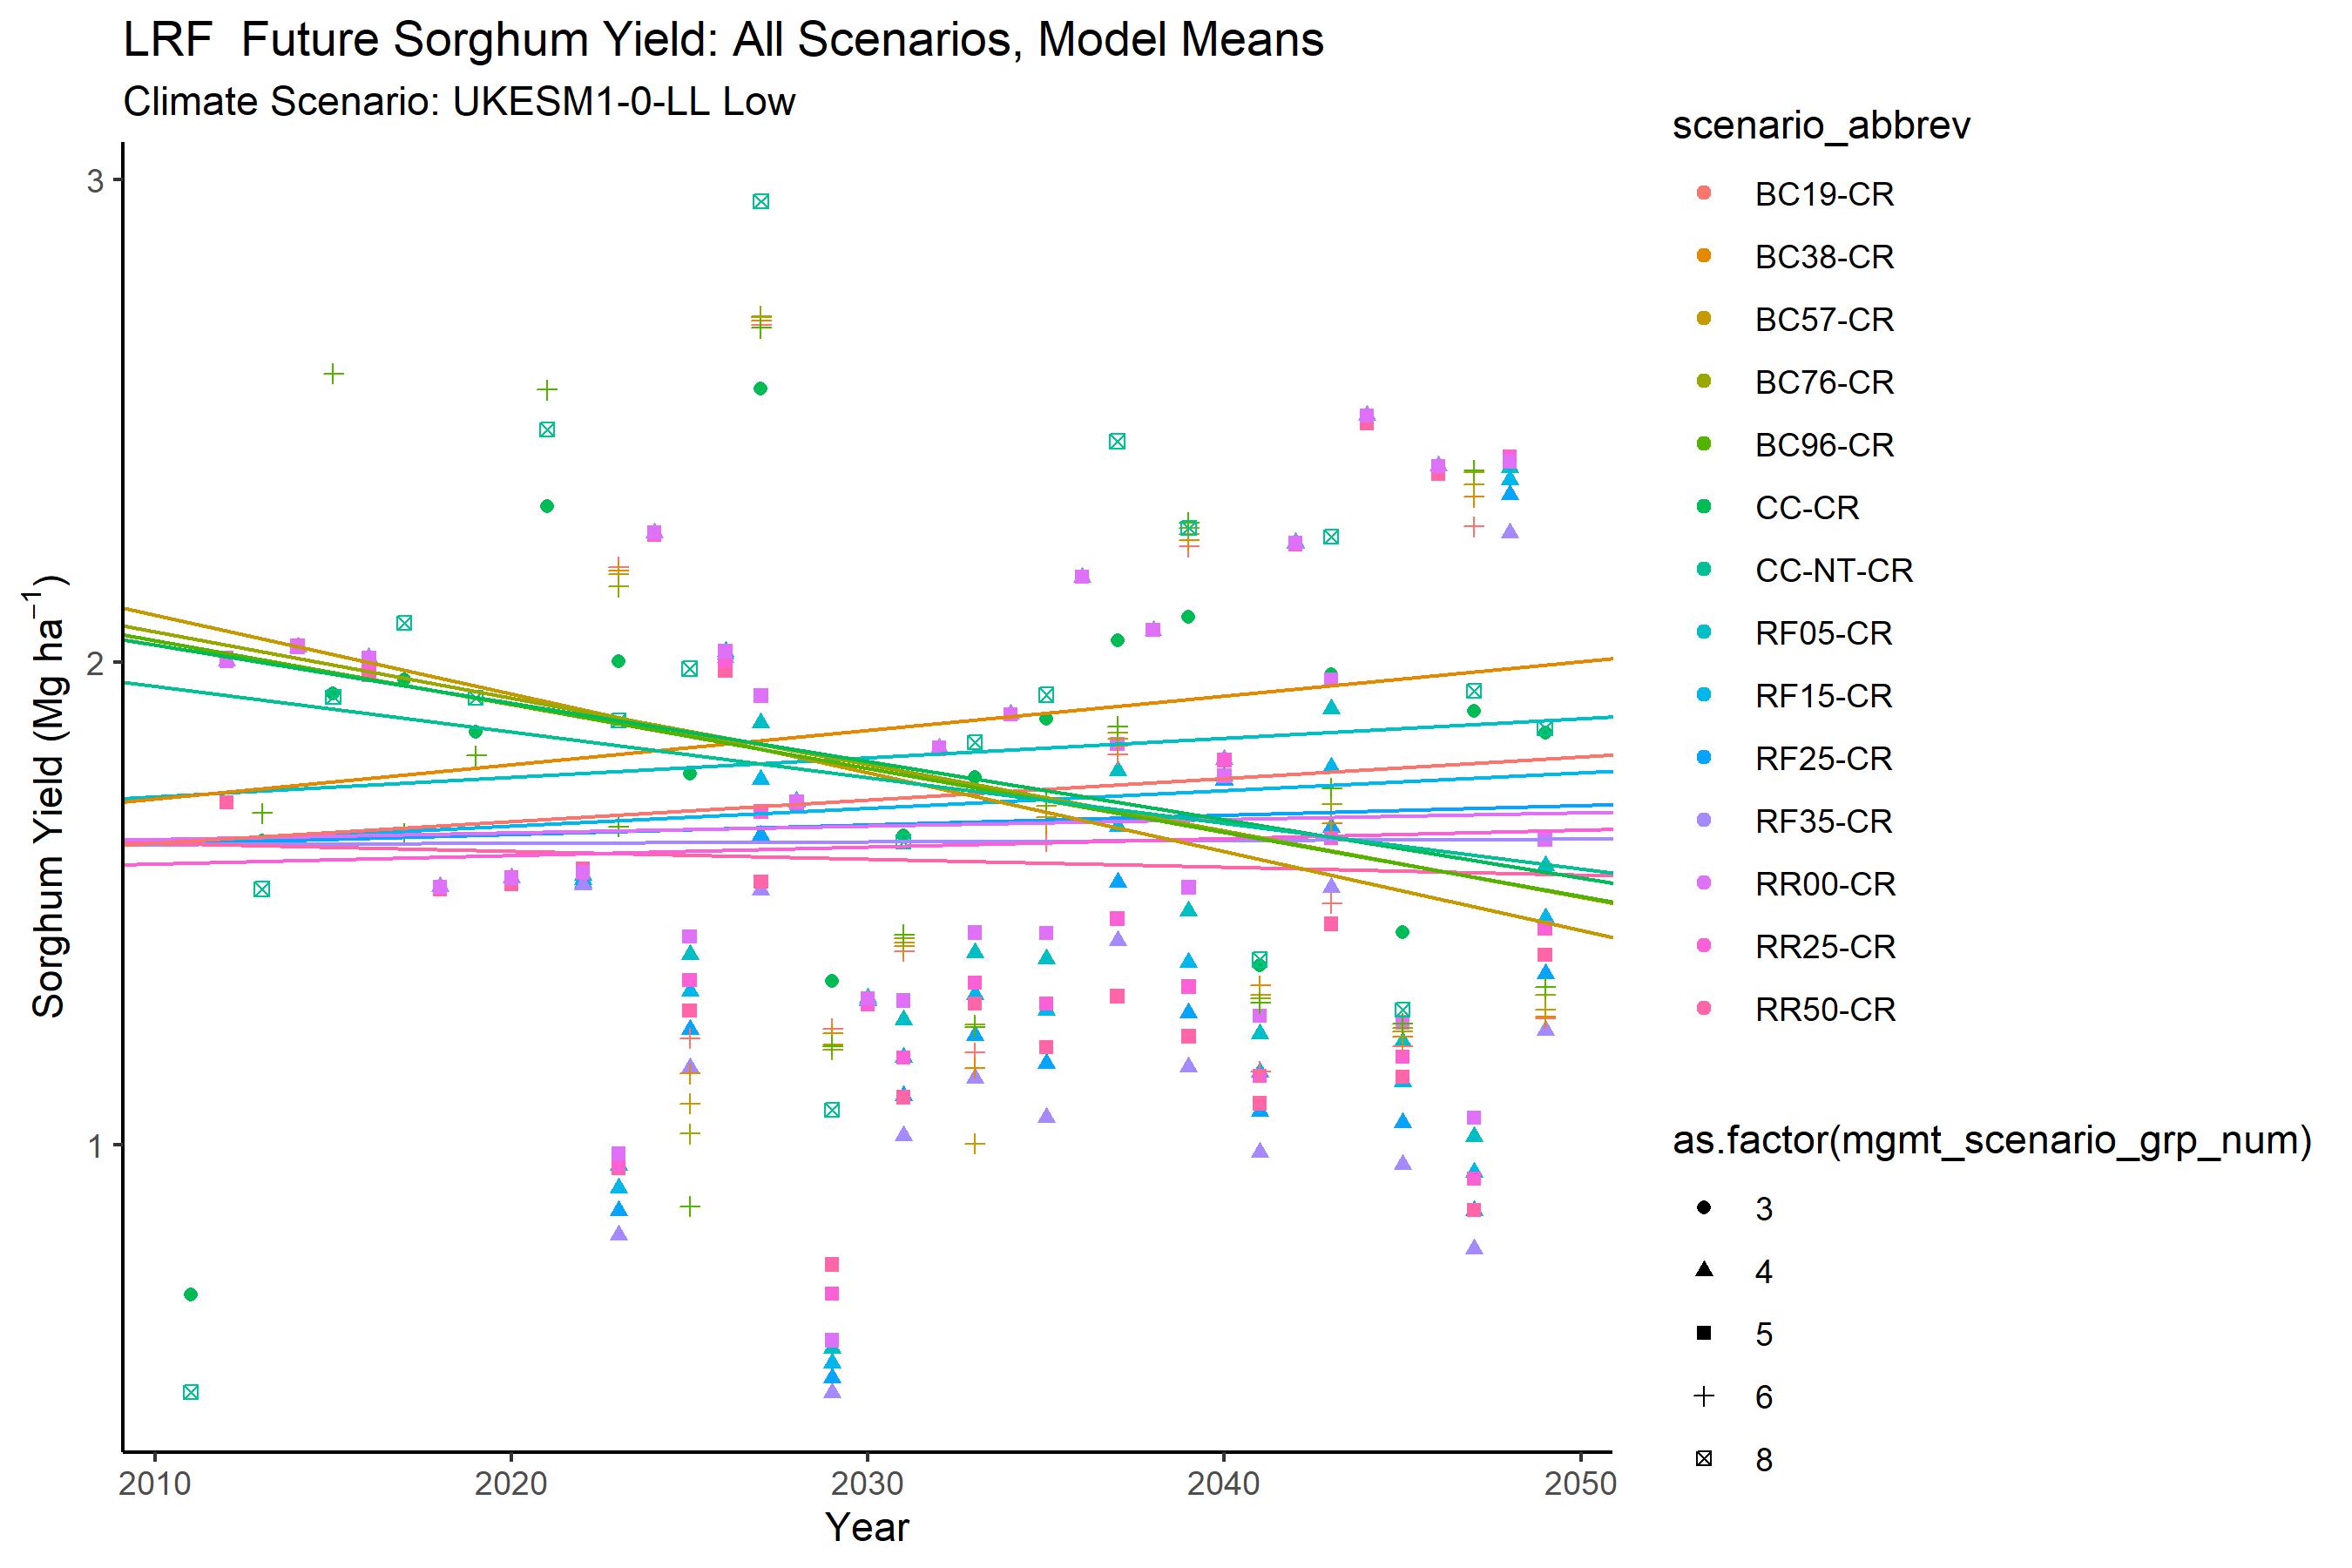 LRF  Future Sorghum Yield: All Scenarios, Model Means
Climate Scenario: UKESM1-0-LL Low
Sorghum Yield (Mg ha⁻¹)
3
2
1
2010
2020
2030
2040
2050
Year
scenario_abbrev
BC19-CR
BC38-CR
BC57-CR
BC76-CR
BC96-CR
CC-CR
CC-NT-CR
RF05-CR
RF15-CR
RF25-CR
RF35-CR
RR00-CR
RR25-CR
RR50-CR
as.factor(mgmt_scenario_grp_num)
3
4
5
6
8